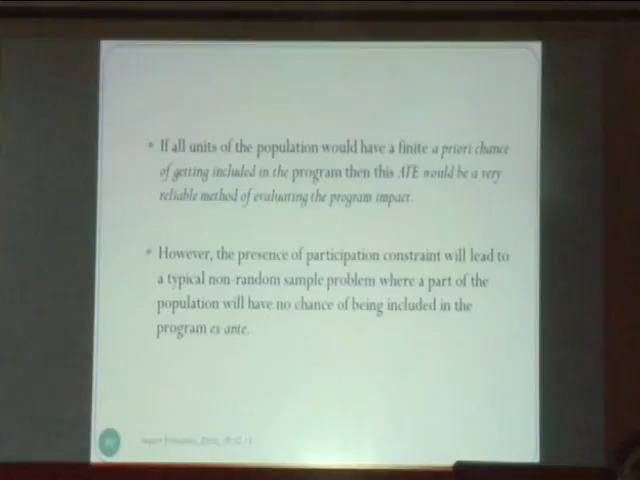 • If all units of the population would have a finite a priori chance
of getting included in the program then this ATE would be a very
reliable method of evaluating the program impact.
• However, the presence of participation constraint will lead to
a typical non-random sample problem where a part of the
population will have no chance of being included in the
program ex ante.